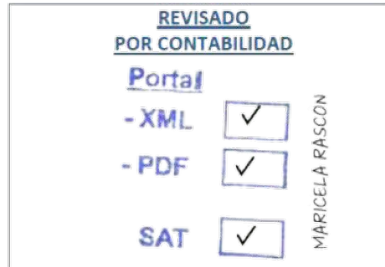 REVISADO
POR CONTABILIDAD
Portal
- XML ✓
- PDF ✓
SAT ✓
MARICELA RASCON